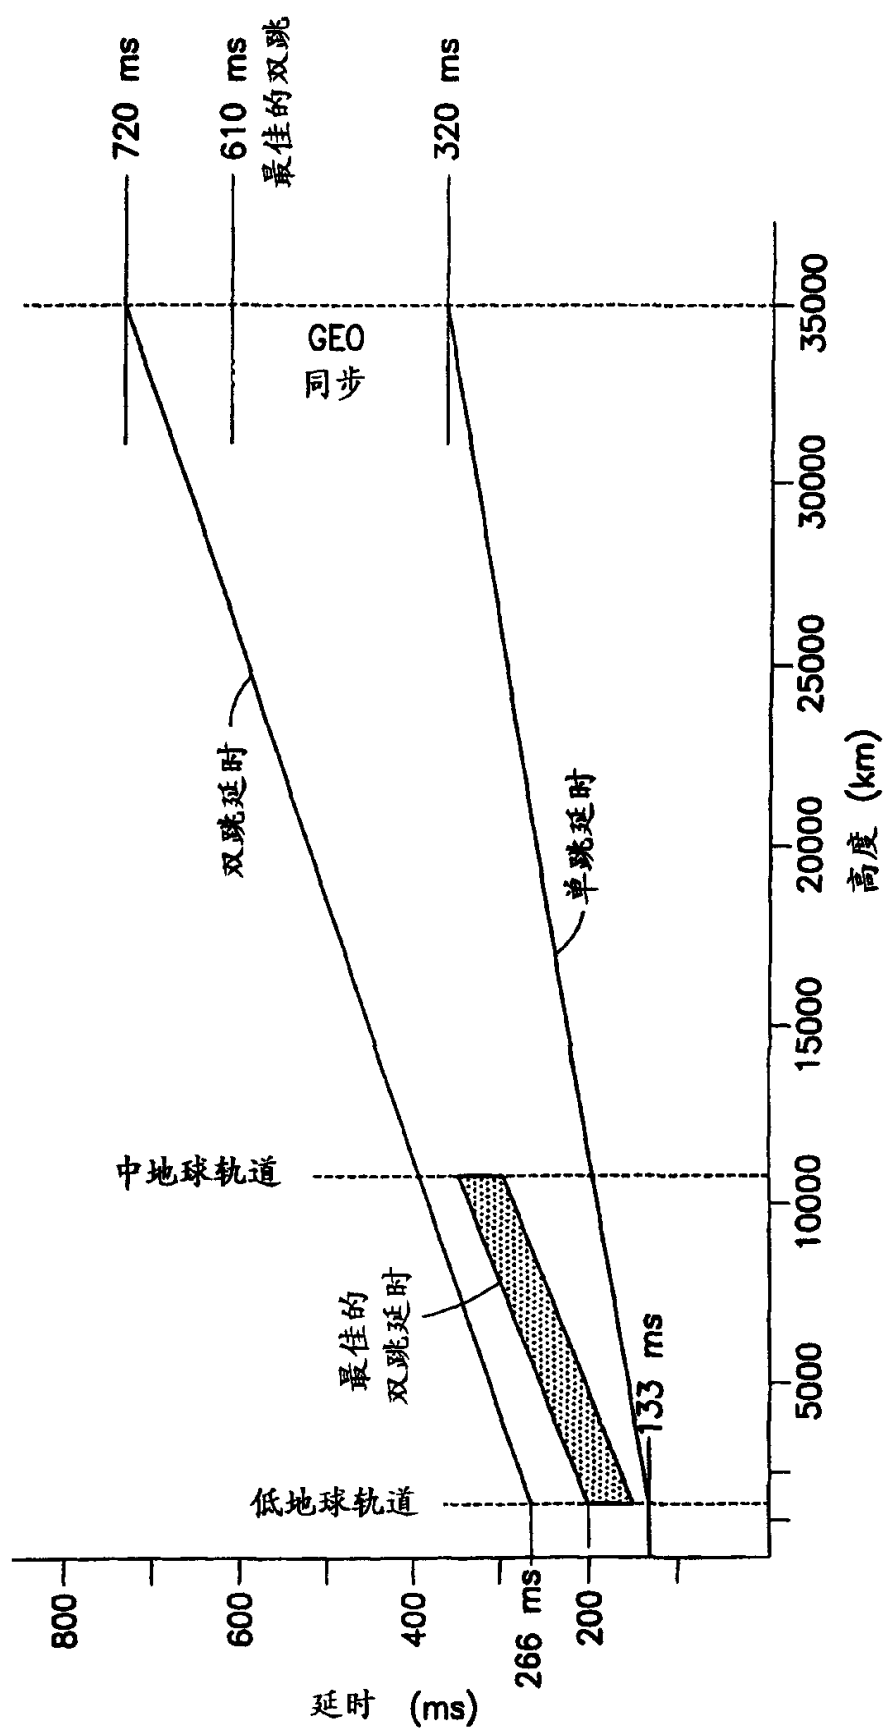 720 ms
610 ms
最佳的双跳
320 ms
GEO
同步
双跳延时
单跳延时
中地球轨道
最佳的
双跳延时
低地球轨道
133 ms
800
600
400
266 ms
200
延时 (ms)
5000
10000
15000
20000
25000
30000
35000
高度 (km)